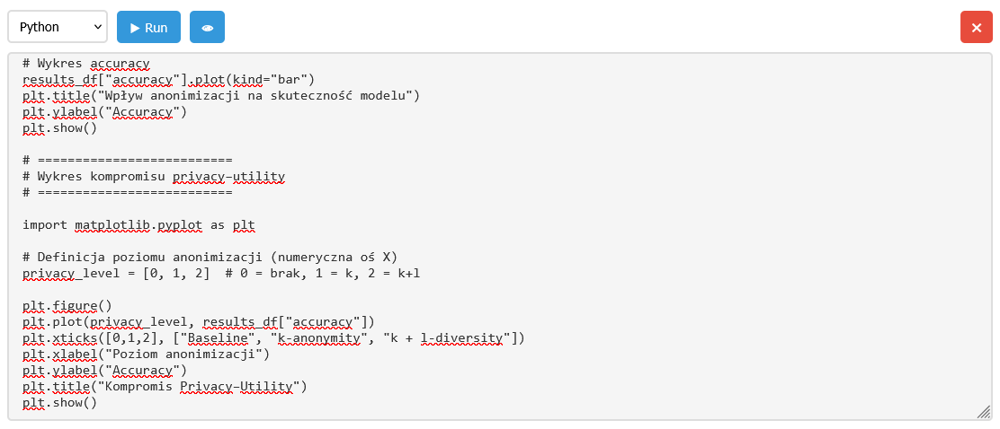 Python
Run
# Wykres accuracy
results_df["accuracy"].plot(kind="bar")
plt.title("Wpływ anonimizacji na skuteczność modelu")
plt.ylabel("Accuracy")
plt.show()
# ==========================
# Wykres kompromisu privacy–utility
# ==========================
import matplotlib.pyplot as plt
# Definicja poziomu anonimizacji (numeryczna oś X)
privacy_level = [0, 1, 2]  # 0 = brak, 1 = k, 2 = k+l
plt.figure()
plt.plot(privacy_level, results_df["accuracy"])
plt.xticks([0,1,2], ["Baseline", "k-anonymity", "k + l-diversity"])
plt.xlabel("Poziom anonimizacji")
plt.ylabel("Accuracy")
plt.title("Kompromis Privacy–Utility")
plt.show()